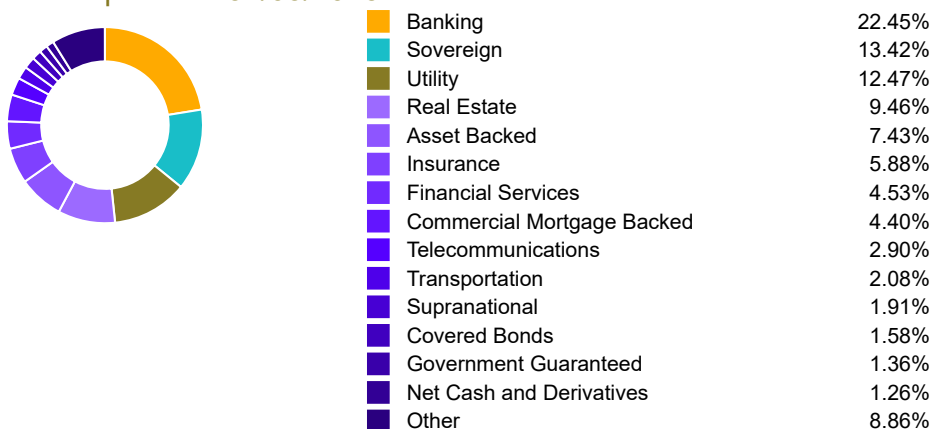 Banking 22.45%
Sovereign 13.42%
Utility 12.47%
Real Estate 9.46%
Asset Backed 7.43%
Insurance 5.88%
Financial Services 4.53%
Commercial Mortgage Backed 4.40%
Telecommunications 2.90%
Transportation 2.08%
Supranational 1.91%
Covered Bonds 1.58%
Government Guaranteed 1.36%
Net Cash and Derivatives 1.26%
Other 8.86%